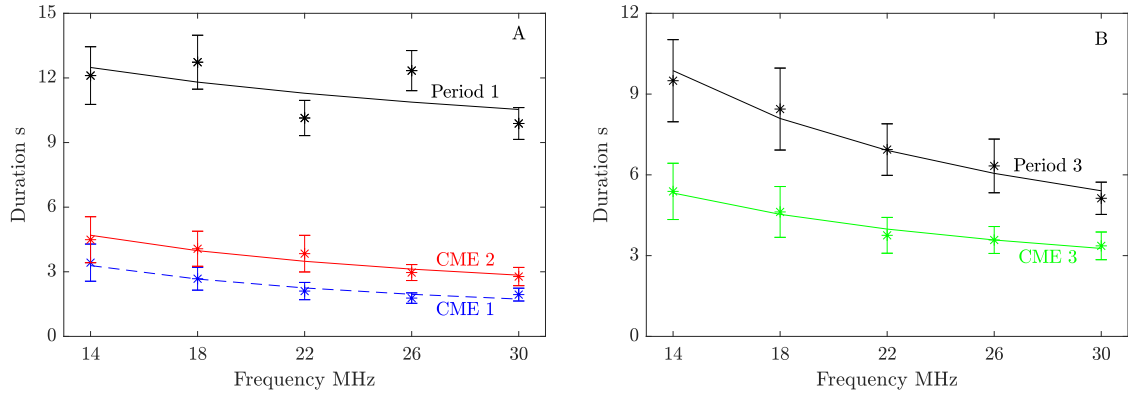 15
12
9
6
3
0
Duration s
A
Period 1
CME 2
CME 1
14 18 22 26 30
Frequency MHz
12
9
6
3
0
Duration s
B
Period 3
CME 3
14 18 22 26 30
Frequency MHz